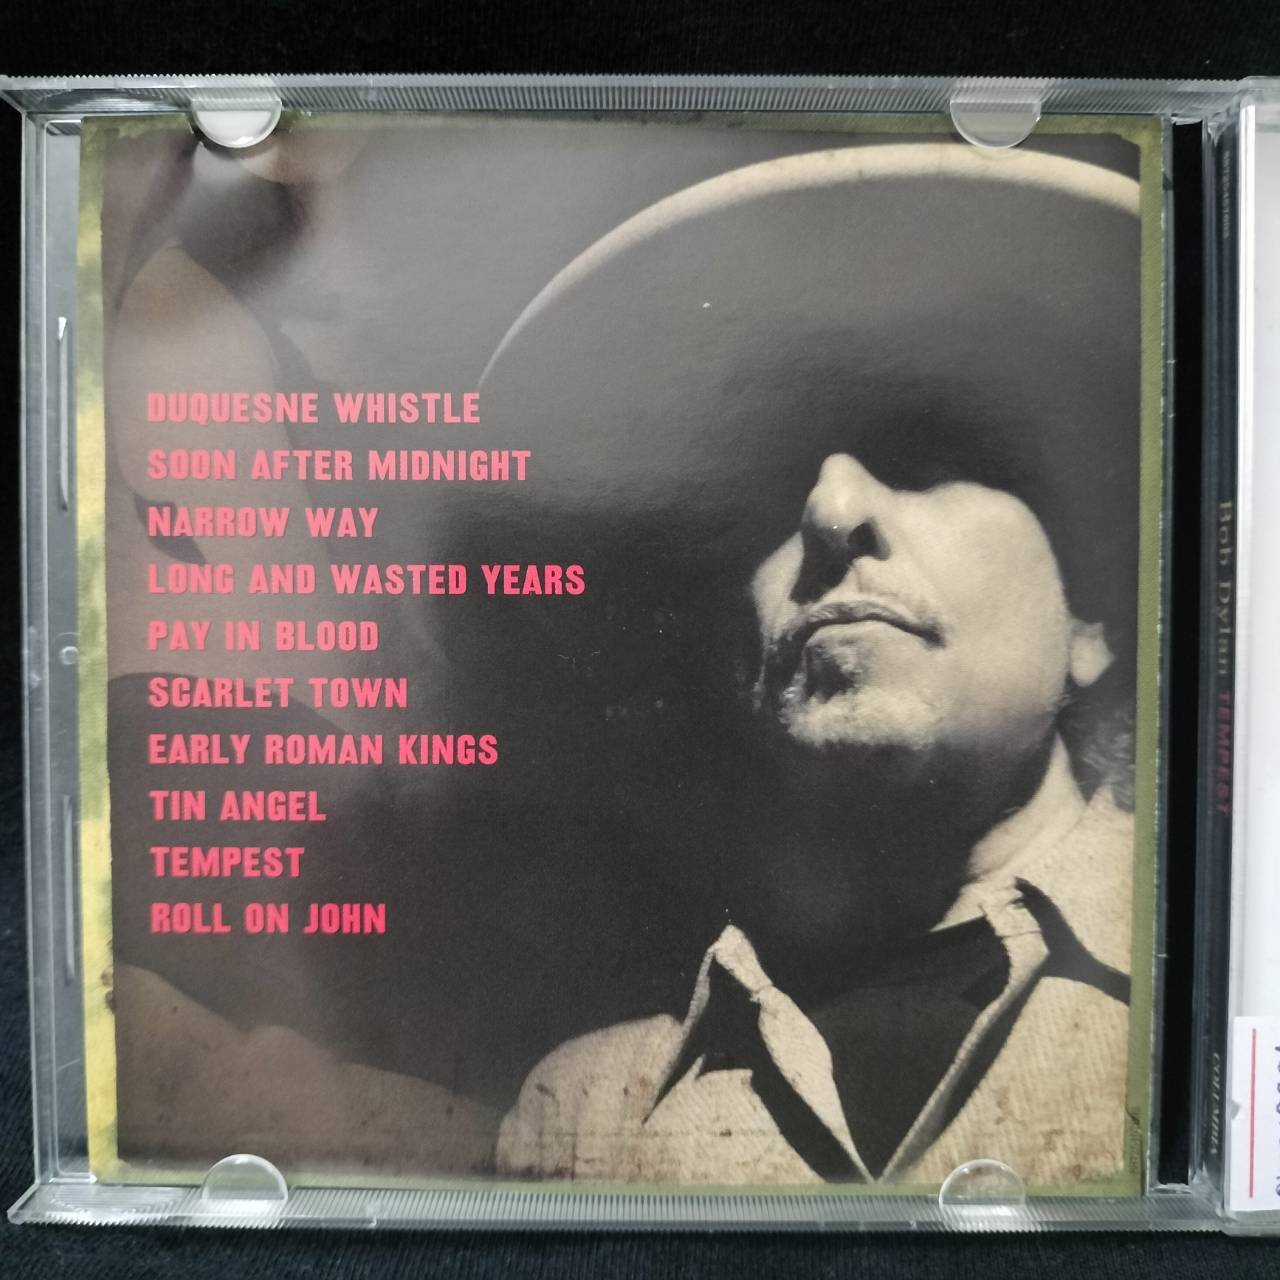 DUQUESNE WHISTLE
SOON AFTER MIDNIGHT
NARROW WAY
LONG AND WASTED YEARS
PAY IN BLOOD
SCARLET TOWN
EARLY ROMAN KINGS
TIN ANGEL
TEMPEST
ROLL ON JOHN
Bob Dylan TEMPEST
COLUMBIA